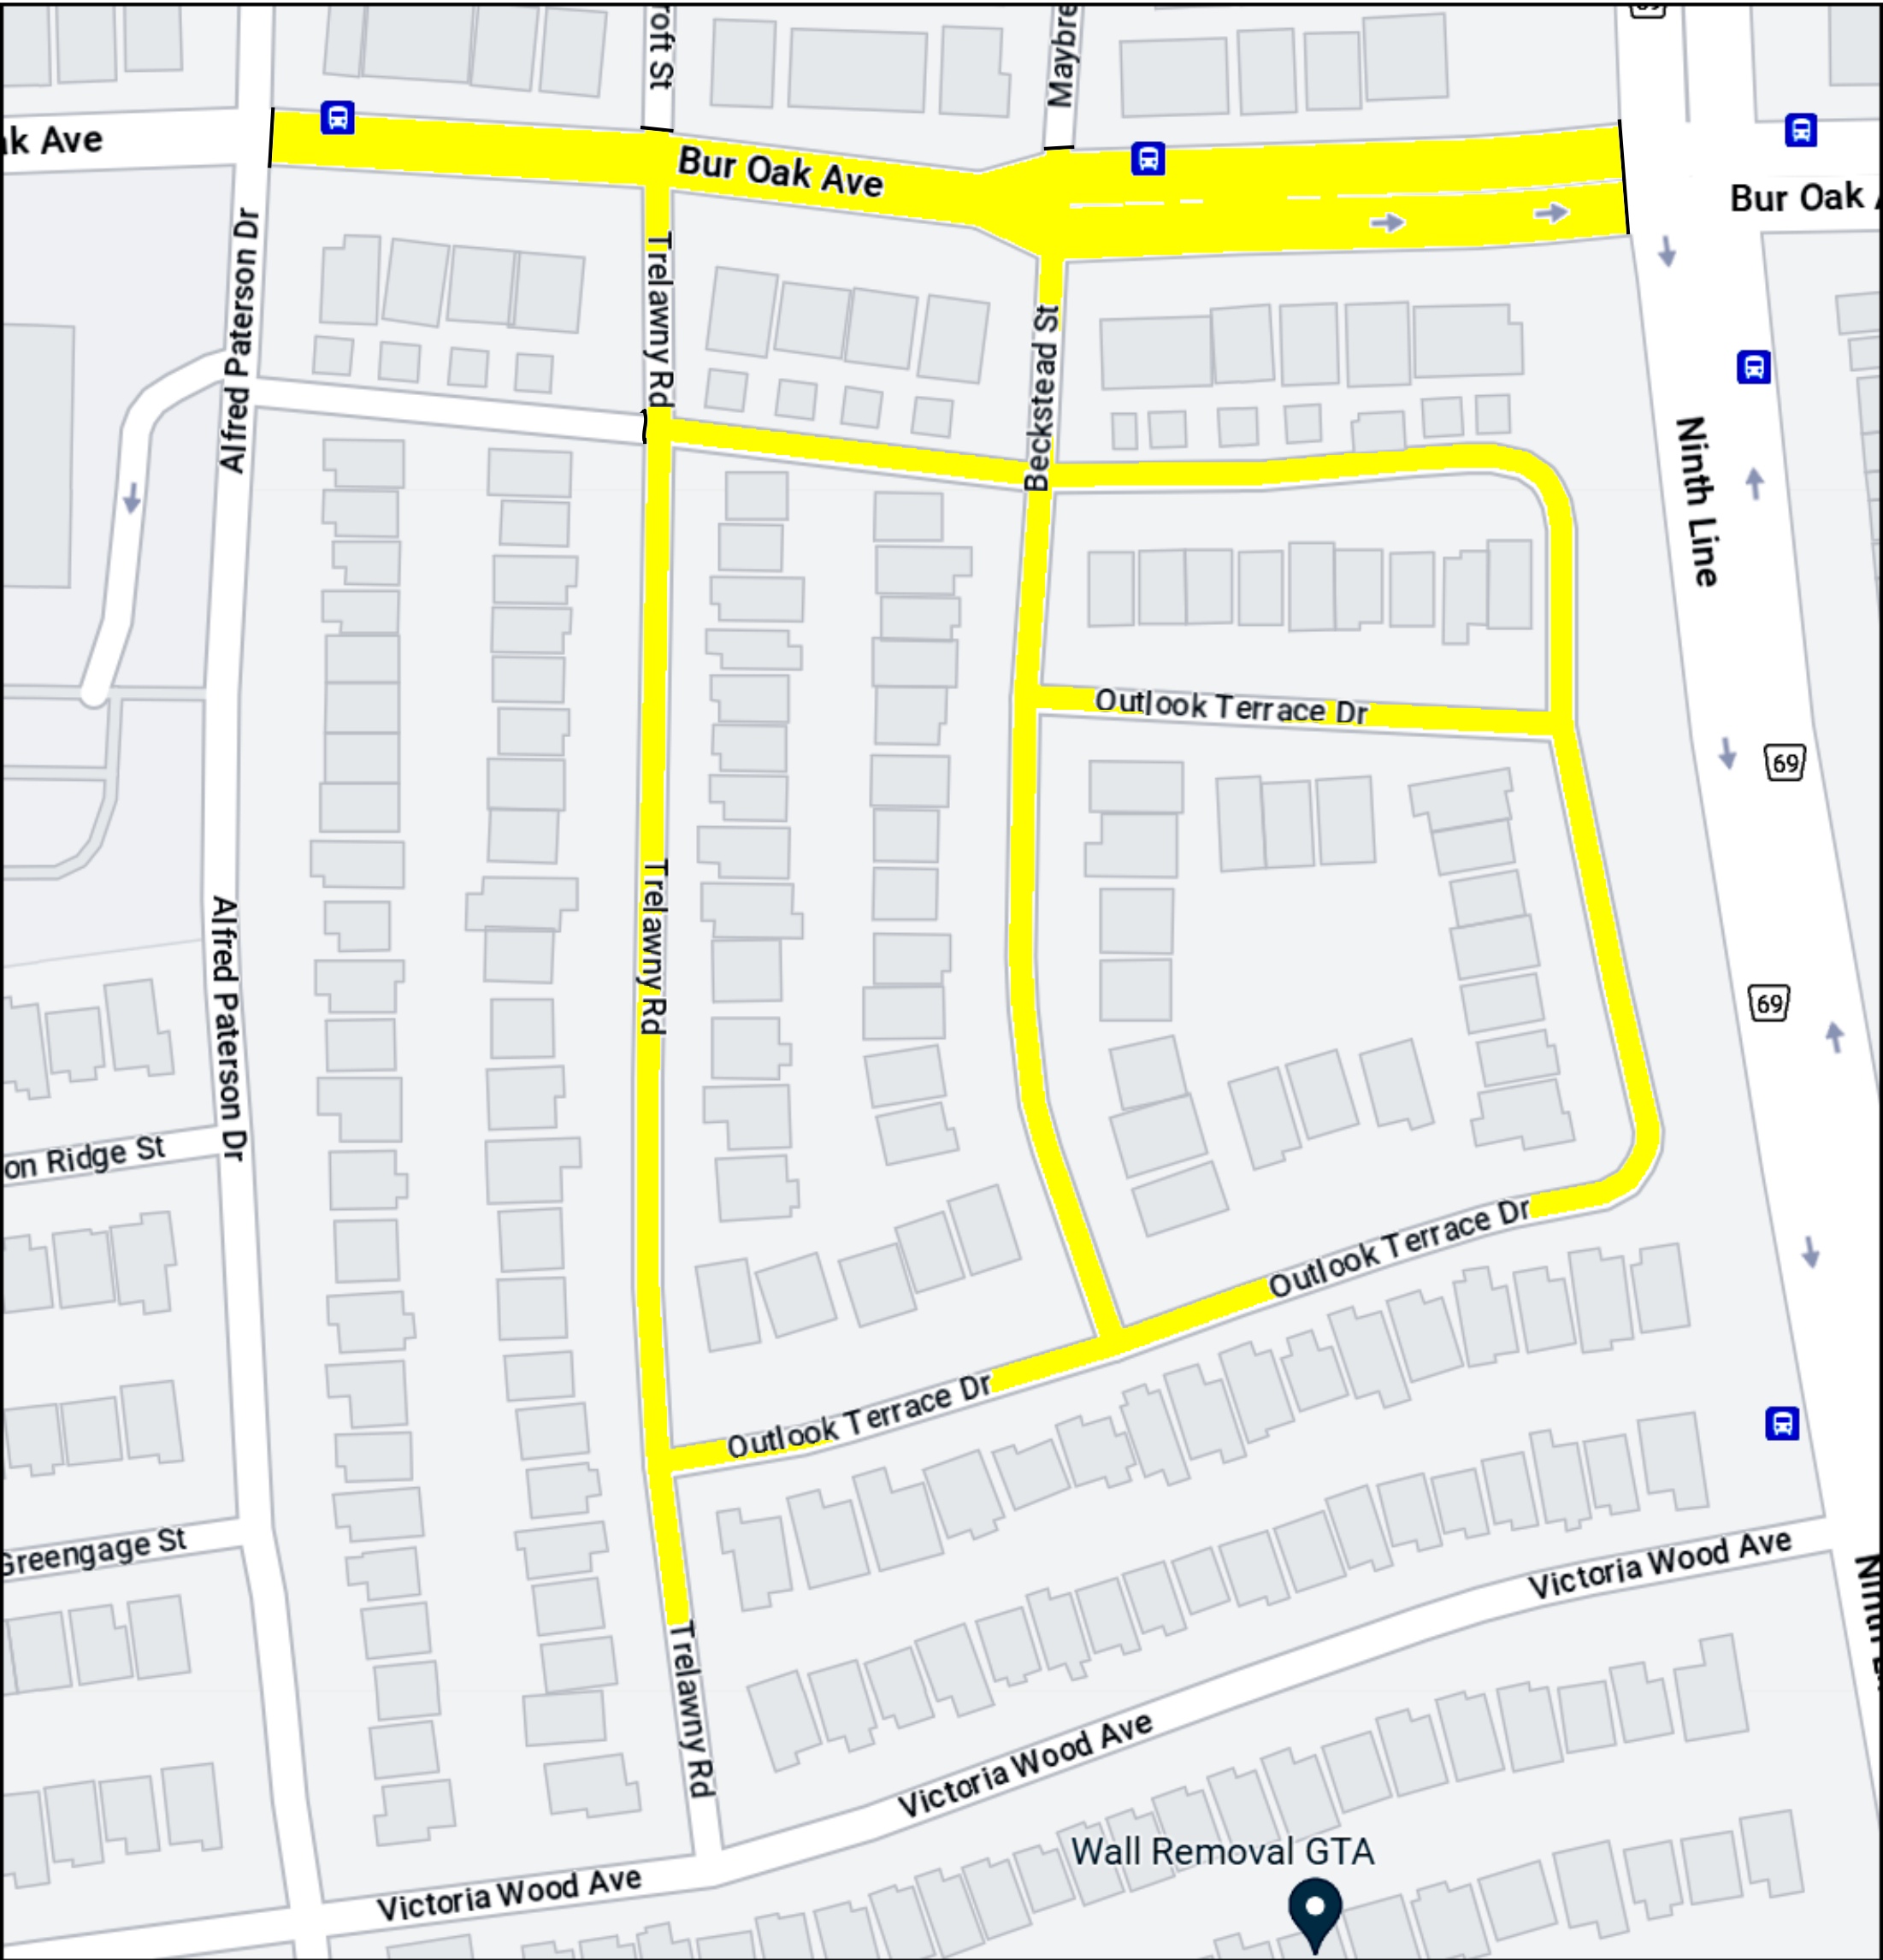 oft St
Maybre
69
k Ave
Bur Oak Ave
Bur Oak
Alfred Paterson Dr
Trelawny Rd
Beckstead St
Ninth Line
Outlook Terrace Dr
69
Trelawny Rd
Alfred Paterson Dr
69
on Ridge St
Outlook Terrace Dr
Outlook Terrace Dr
Greengage St
Victoria Wood Ave
Trelawny Rd
Victoria Wood Ave
Wall Removal GTA
Victoria Wood Ave